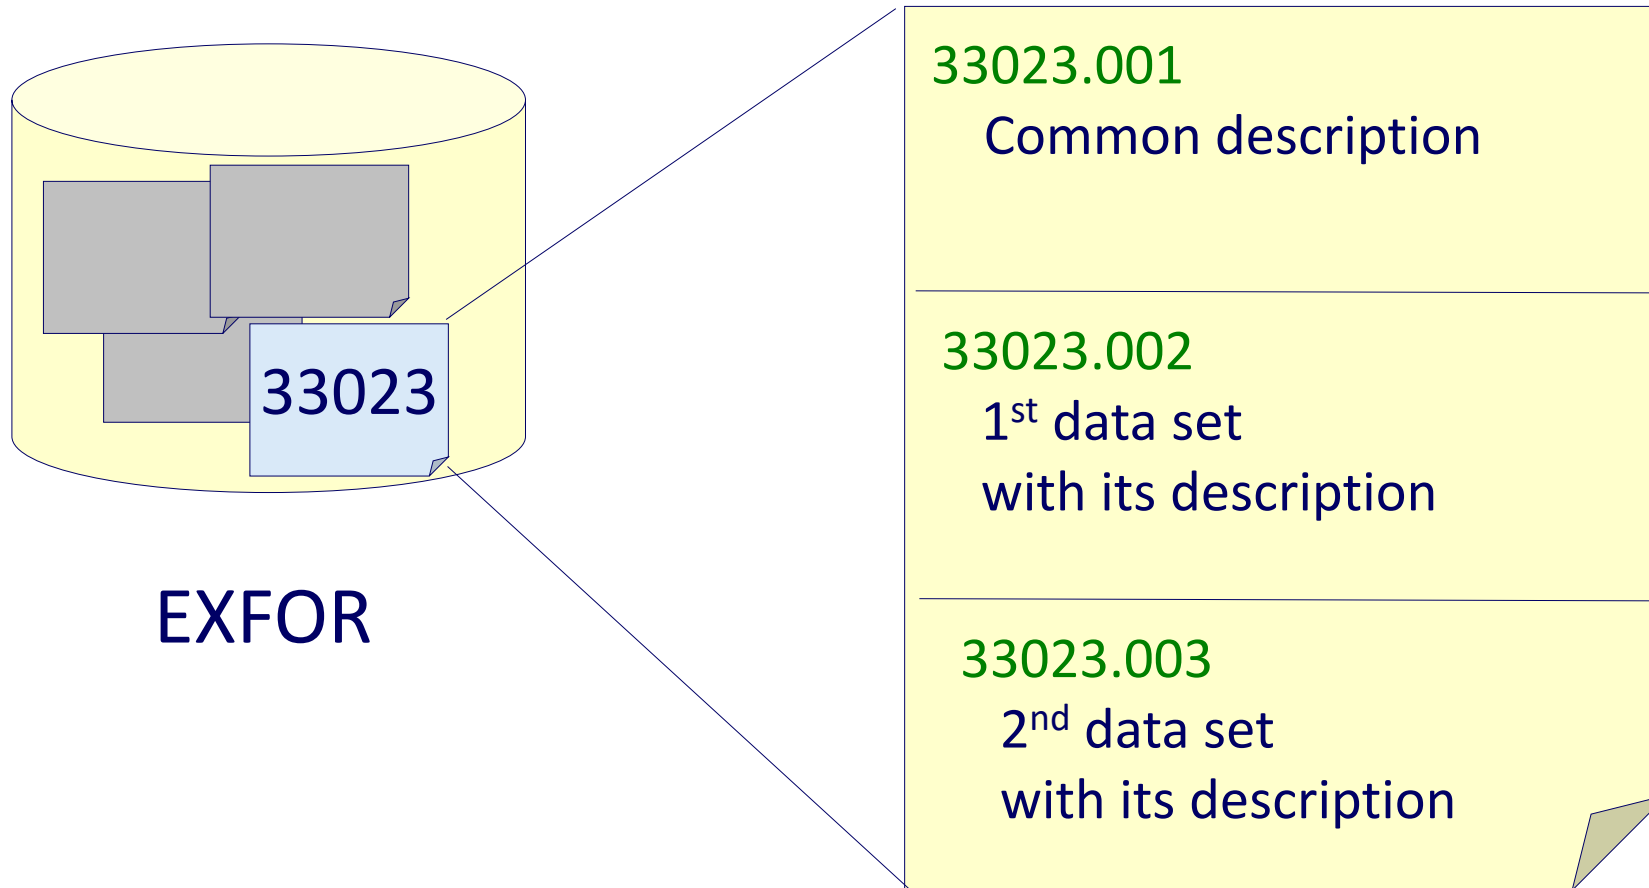 33023
EXFOR
33023.001
Common description
33023.002
1st data set
with its description
33023.003
2nd data set
with its description